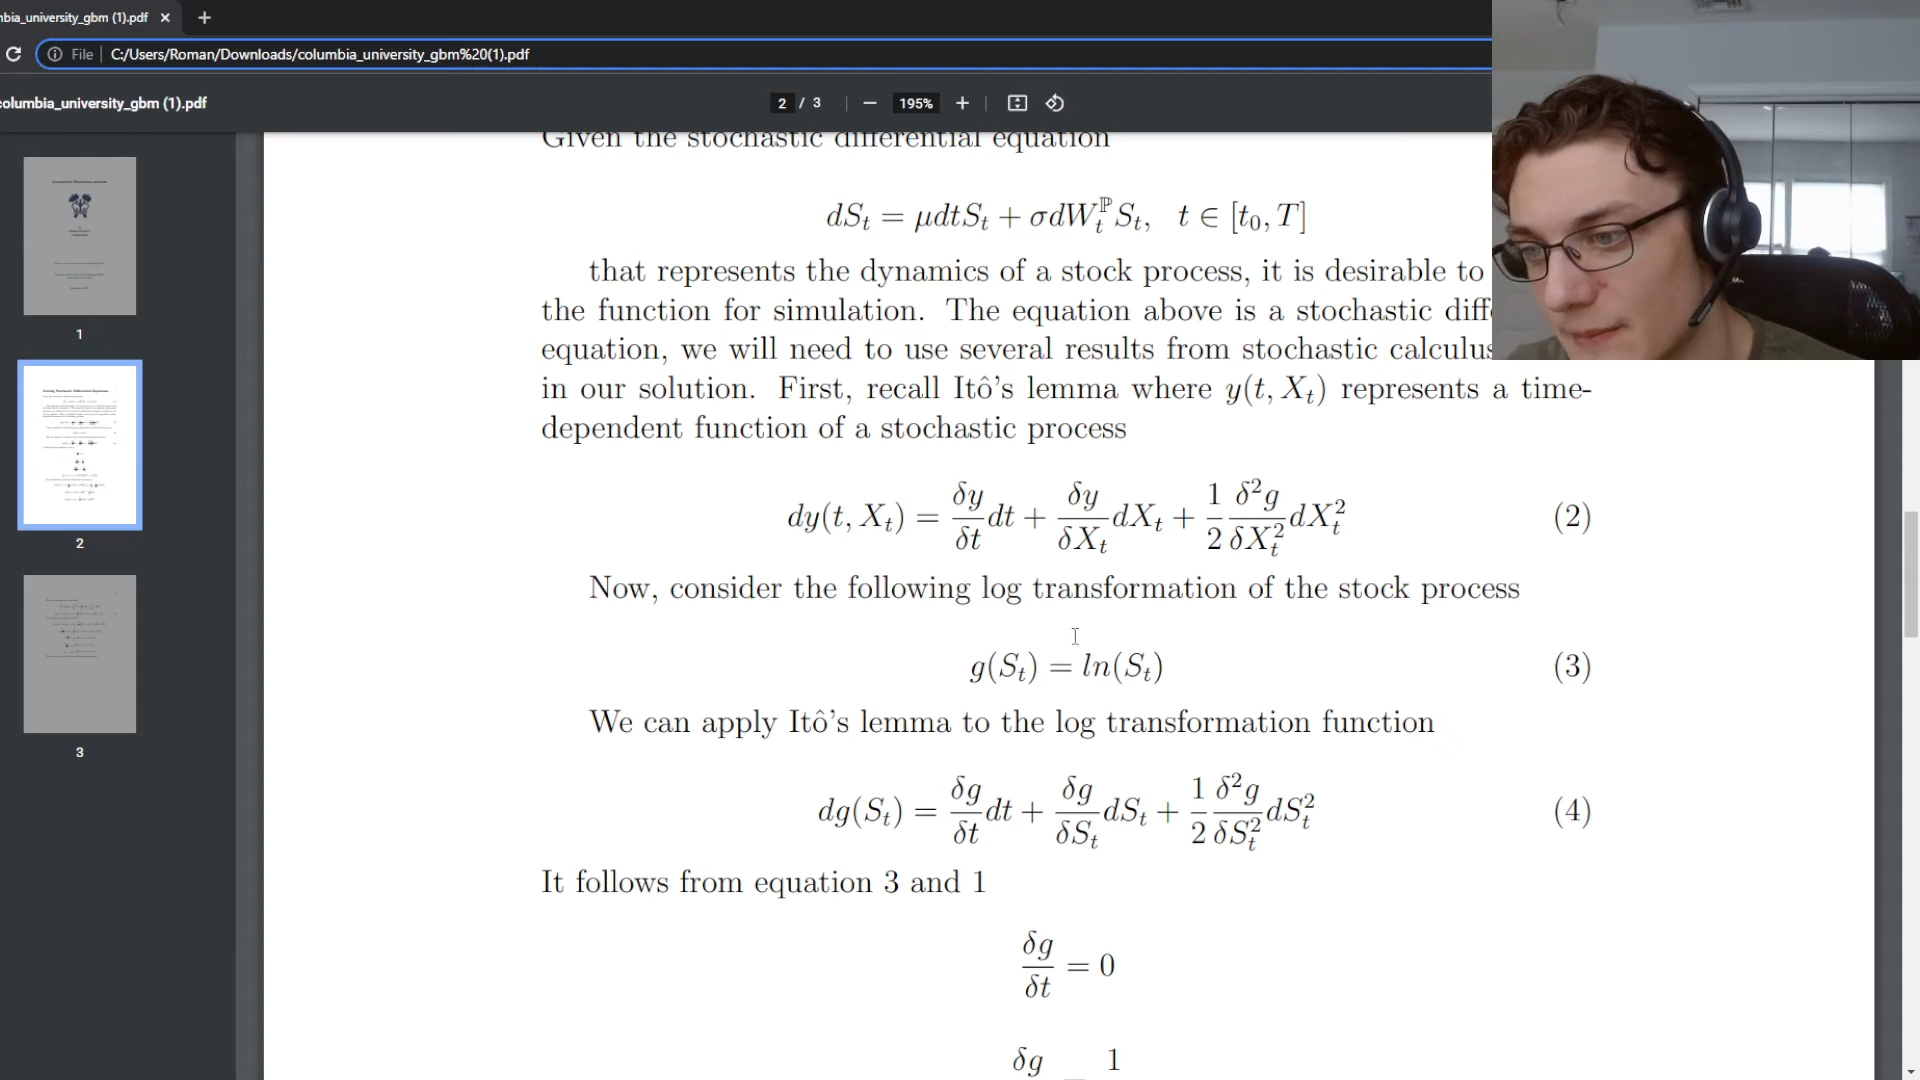 nbia_university_gbm (1).pdf
File
C:/Users/Roman/Downloads/columbia_university_gbm%20(1).pdf
columbia_university_gbm (1).pdf
2 / 3
195%
Given the stochastic differential equation
dS_t = μdtS_t + σdW_t^ℙ S_t, t ∈ [t_0, T]
that represents the dynamics of a stock process, it is desirable to
the function for simulation. The equation above is a stochastic diffe
equation, we will need to use several results from stochastic calculus
in our solution. First, recall Itô's lemma where y(t, X_t) represents a time-
dependent function of a stochastic process
dy(t, X_t) = δy/δt dt + δy/δX_t dX_t + 1/2 δ²g/δX_t² dX_t² (2)
Now, consider the following log transformation of the stock process
g(S_t) = ln(S_t) (3)
We can apply Itô's lemma to the log transformation function
dg(S_t) = δg/δt dt + δg/δS_t dS_t + 1/2 δ²g/δS_t² dS_t² (4)
It follows from equation 3 and 1
δg/δt = 0
δg 1
1
2
3